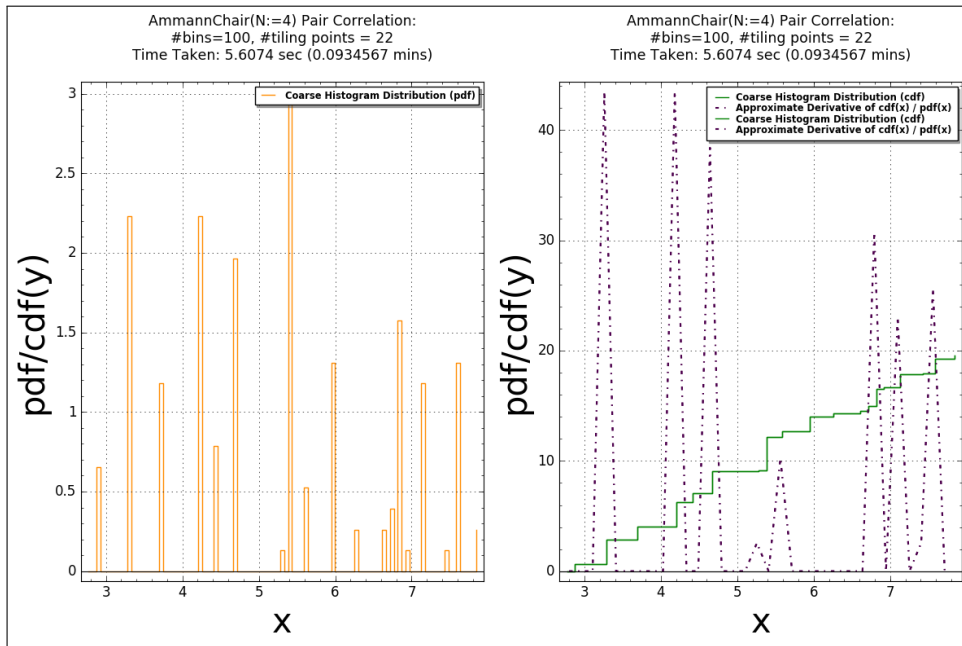 AmmannChair(N:=4) Pair Correlation:
#bins=100, #tiling points = 22
Time Taken: 5.6074 sec (0.0934567 mins)
Coarse Histogram Distribution (pdf)
pdf/cdf(y)
3
2.5
2
1.5
1
0.5
0
3 4 5 6 7
x
AmmannChair(N:=4) Pair Correlation:
#bins=100, #tiling points = 22
Time Taken: 5.6074 sec (0.0934567 mins)
Coarse Histogram Distribution (cdf)
Approximate Derivative of cdf(x) / pdf(x)
Coarse Histogram Distribution (cdf)
Approximate Derivative of cdf(x) / pdf(x)
pdf/cdf(y)
40
30
20
10
0
3 4 5 6 7
x